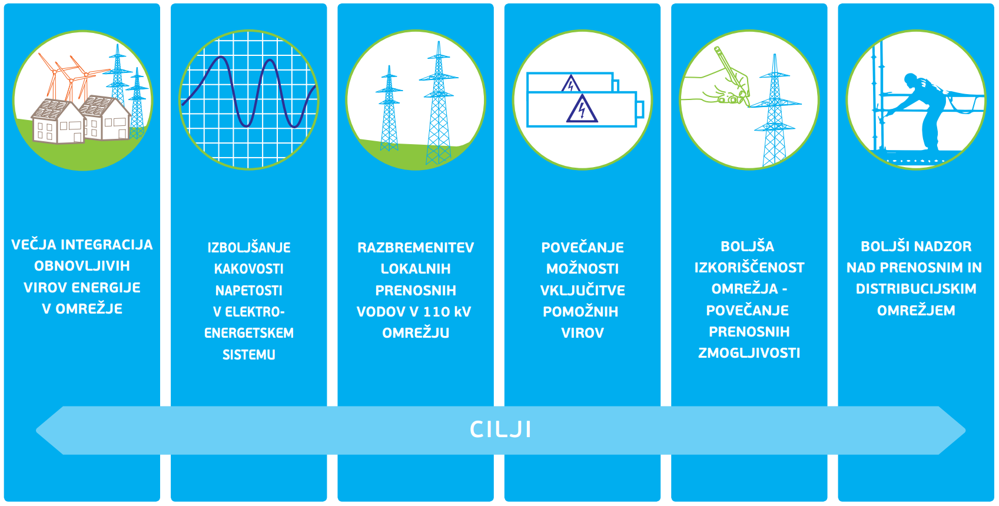 VEČJA INTEGRACIJA
OBNOVLJIVIH
VIROV ENERGIJE
V OMREŽJE
IZBOLJŠANJE
KAKOVOSTI
NAPETOSTI
V ELEKTRO-
ENERGETSKEM
SISTEMU
RAZBREMENITEV
LOKALNIH
PRENOSNIH
VODOV V 110 kV
OMREŽJU
POVEČANJE
MOŽNOSTI
VKLJUČITVE
POMOŽNIH
VIROV
BOLJŠA
IZKORIŠČENOST
OMREŽJA -
POVEČANJE
PRENOSNIH
ZMOGLJIVOSTI
BOLJŠI NADZOR
NAD PRENOSNIM IN
DISTRIBUCIJSKIM
OMREŽJEM
CILJI